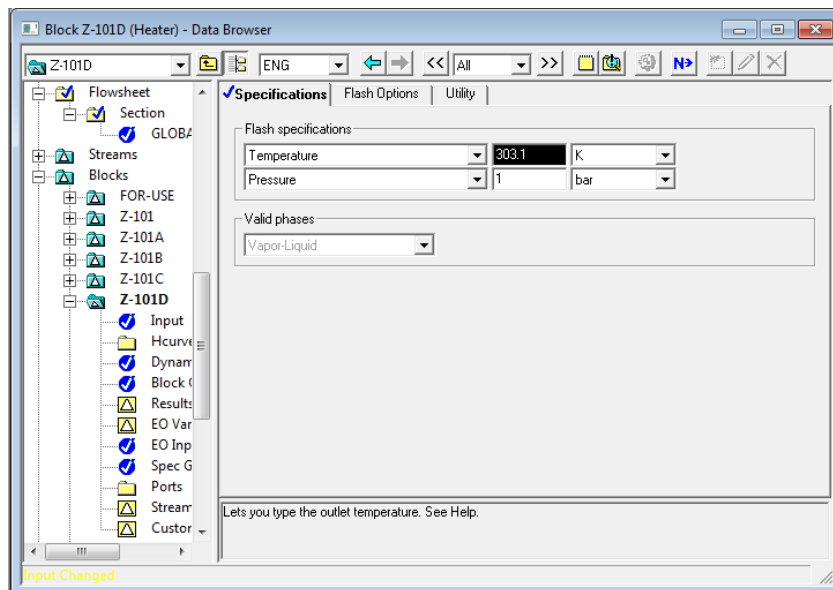 Block Z-101D (Heater) - Data Browser
Z-101D ENG << All >> N>
Flowsheet
Section
GLOBA
Streams
Blocks
FOR-USE
Z-101
Z-101A
Z-101B
Z-101C
Z-101D
Input
Hcurve
Dynam
Block
Results
EO Var
EO Inp
Spec G
Ports
Stream
Custor
Specifications Flash Options Utility
Flash specifications
Temperature 303.1 K
Pressure 1 bar
Valid phases
Vapor-Liquid
Lets you type the outlet temperature. See Help.
Input Changed